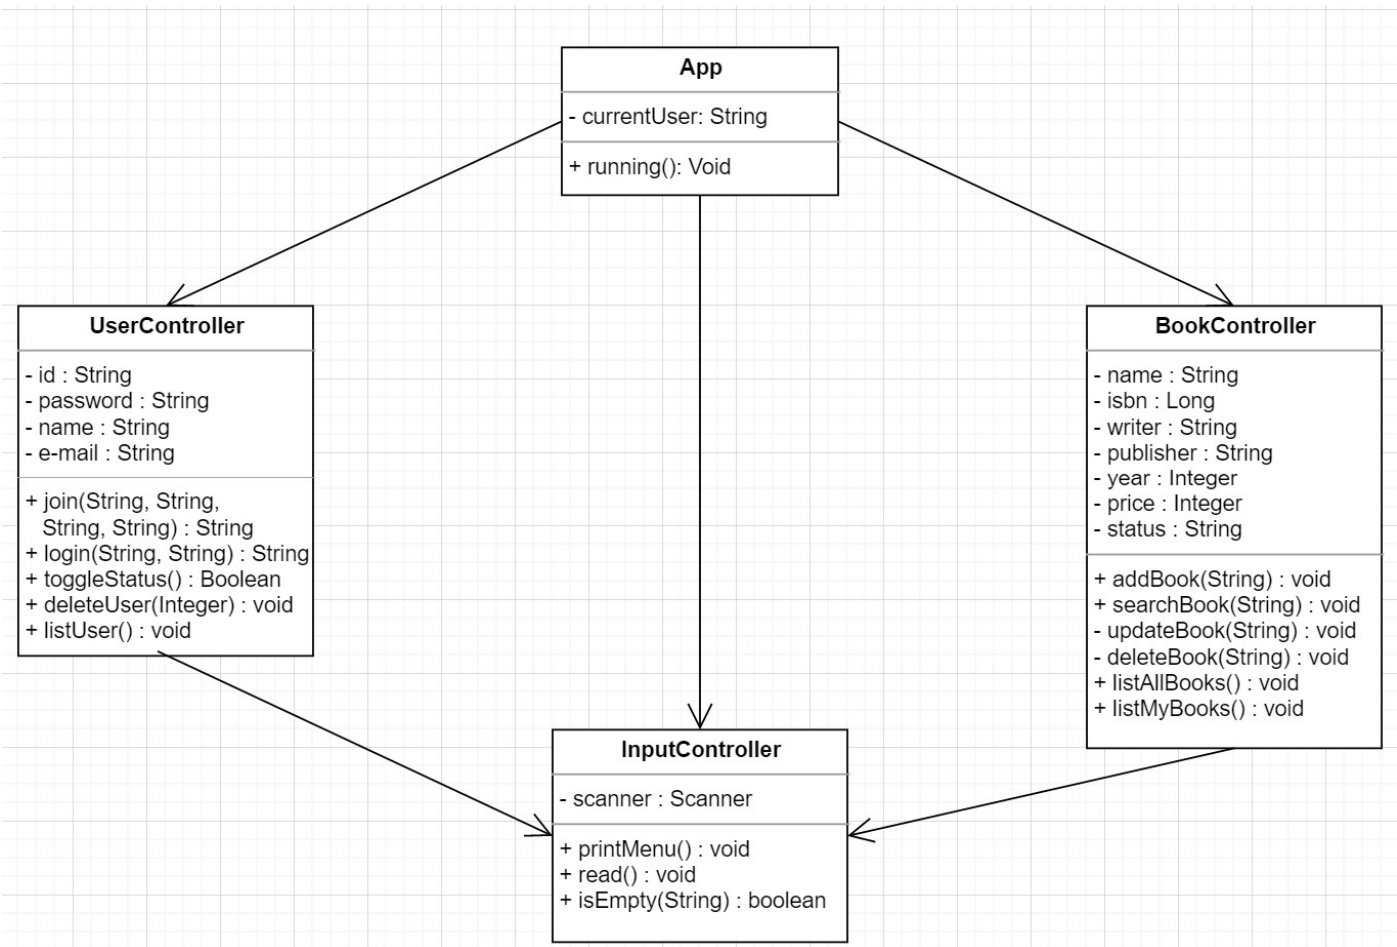 App
- currentUser: String
+ running(): Void
UserController
- id : String
- password : String
- name : String
- e-mail : String
+ join(String, String,
String, String) : String
+ login(String, String) : String
+ toggleStatus() : Boolean
+ deleteUser(Integer) : void
+ listUser() : void
BookController
- name : String
- isbn : Long
- writer : String
- publisher : String
- year : Integer
- price : Integer
- status : String
+ addBook(String) : void
+ searchBook(String) : void
- updateBook(String) : void
- deleteBook(String) : void
+ listAllBooks() : void
+ listMyBooks() : void
InputController
- scanner : Scanner
+ printMenu() : void
+ read() : void
+ isEmpty(String) : boolean